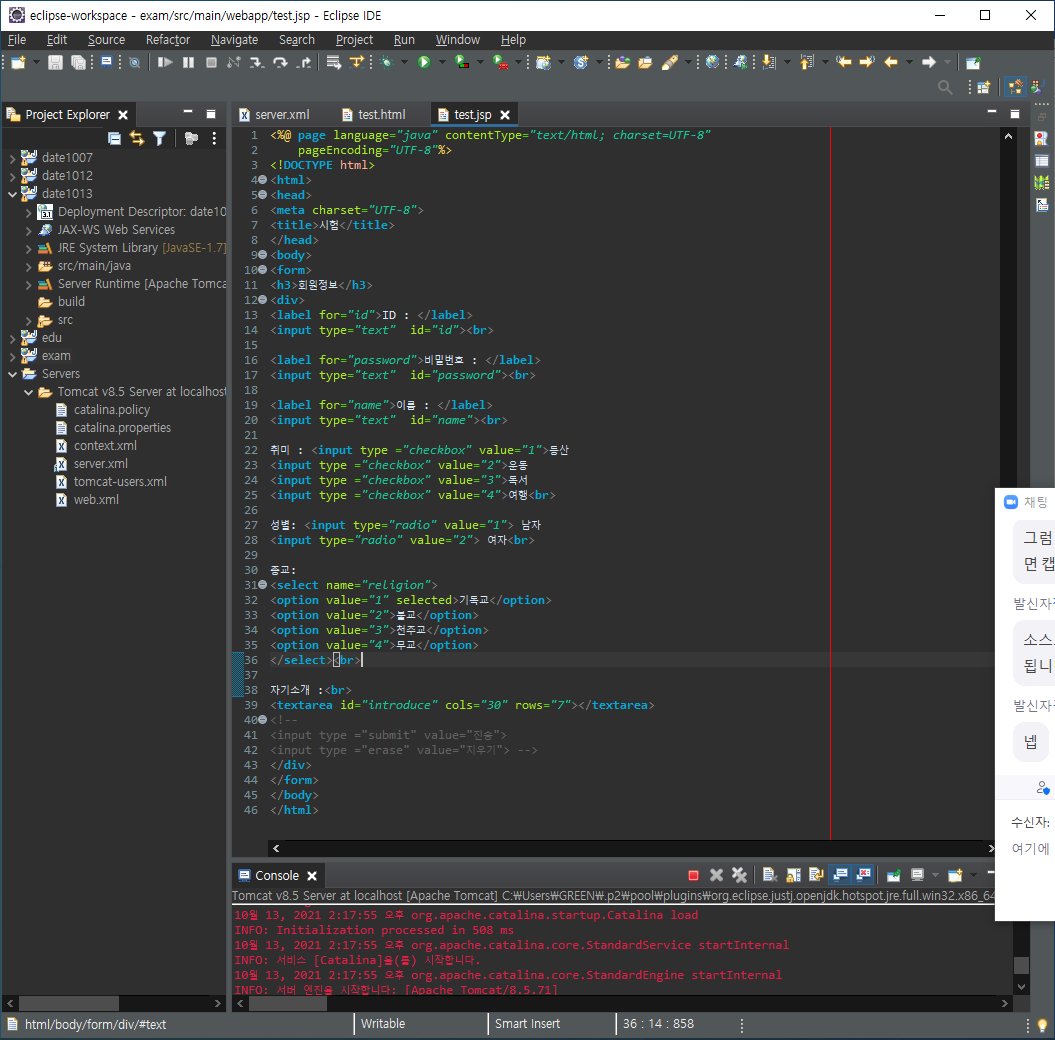 eclipse-workspace - exam/src/main/webapp/test.jsp - Eclipse IDE
File Edit Source Refactor Navigate Search Project Run Window Help
Project Explorer
date1007
date1012
date1013
Deployment Descriptor: date10
JAX-WS Web Services
JRE System Library [JavaSE-1.7]
src/main/java
Server Runtime [Apache Tomca
build
src
edu
exam
Servers
Tomcat v8.5 Server at localhost
catalina.policy
catalina.properties
context.xml
server.xml
tomcat-users.xml
web.xml
server.xml test.html test.jsp
1 <%@ page language="java" contentType="text/html; charset=UTF-8"
2 pageEncoding="UTF-8"%>
3 <!DOCTYPE html>
4 <html>
5 <head>
6 <meta charset="UTF-8">
7 <title>시험</title>
8 </head>
9 <body>
10 <form>
11 <h3>회원정보</h3>
12 <div>
13 <label for="id">ID : </label>
14 <input type="text"  id="id"><br>
15
16 <label for="password">비밀번호 : </label>
17 <input type="text"  id="password"><br>
18
19 <label for="name">이름 : </label>
20 <input type="text"  id="name"><br>
21
22 취미 : <input type ="checkbox" value="1">등산
23 <input type ="checkbox" value="2">운동
24 <input type ="checkbox" value="3">독서
25 <input type ="checkbox" value="4">여행<br>
26
27 성별: <input type="radio" value="1"> 남자
28 <input type="radio" value="2"> 여자<br>
29
30 종교:
31 <select name="religion">
32 <option value="1" selected>기독교</option>
33 <option value="2">불교</option>
34 <option value="3">천주교</option>
35 <option value="4">무교</option>
36 </select><br>
37
38 자기소개 :<br>
39 <textarea id="introduce" cols="30" rows="7"></textarea>
40 <!--
41 <input type ="submit" value="전송">
42 <input type ="erase" value="지우기"> -->
43 </div>
44 </form>
45 </body>
46 </html>
채팅
그럼
면 캡
발신자
소스
됩니
발신자
넵
수신자:
여기에
Console
Tomcat v8.5 Server at localhost [Apache Tomcat] C:₩Users₩GREEN₩.p2₩pool₩plugins₩org.eclipse.justj.openjdk.hotspot.jre.full.win32.x86_64
10월 13, 2021 2:17:55 오후 org.apache.catalina.startup.Catalina load
INFO: Initialization processed in 508 ms
10월 13, 2021 2:17:55 오후 org.apache.catalina.core.StandardService startInternal
INFO: 서비스 [Catalina]을(를) 시작합니다.
10월 13, 2021 2:17:55 오후 org.apache.catalina.core.StandardEngine startInternal
INFO: 서버 엔진을 시작합니다: [Apache Tomcat/8.5.71]
html/body/form/div/#text Writable Smart Insert 36 : 14 : 858